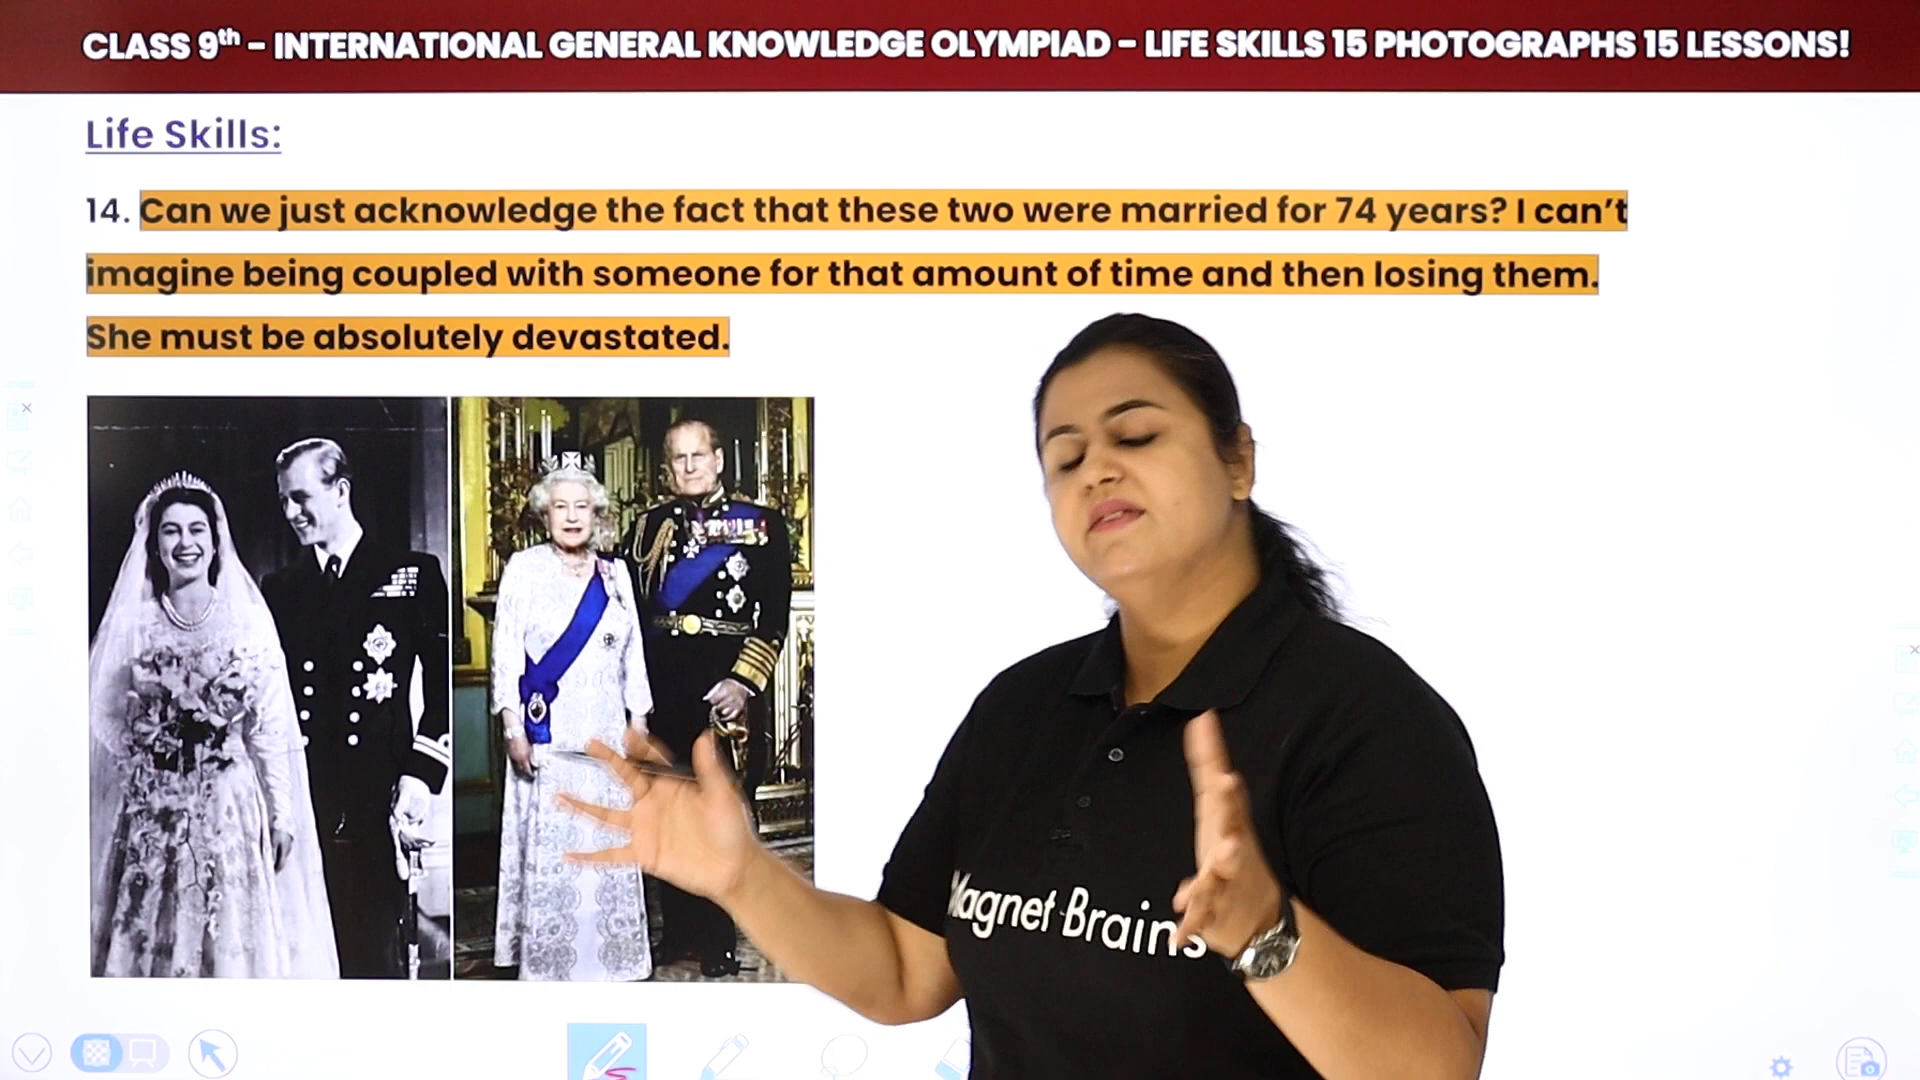 CLASS 9th - INTERNATIONAL GENERAL KNOWLEDGE OLYMPIAD - LIFE SKILLS 15 PHOTOGRAPHS 15 LESSONS!
Life Skills:
14. Can we just acknowledge the fact that these two were married for 74 years? I can't
imagine being coupled with someone for that amount of time and then losing them.
She must be absolutely devastated.
Magnet Brains